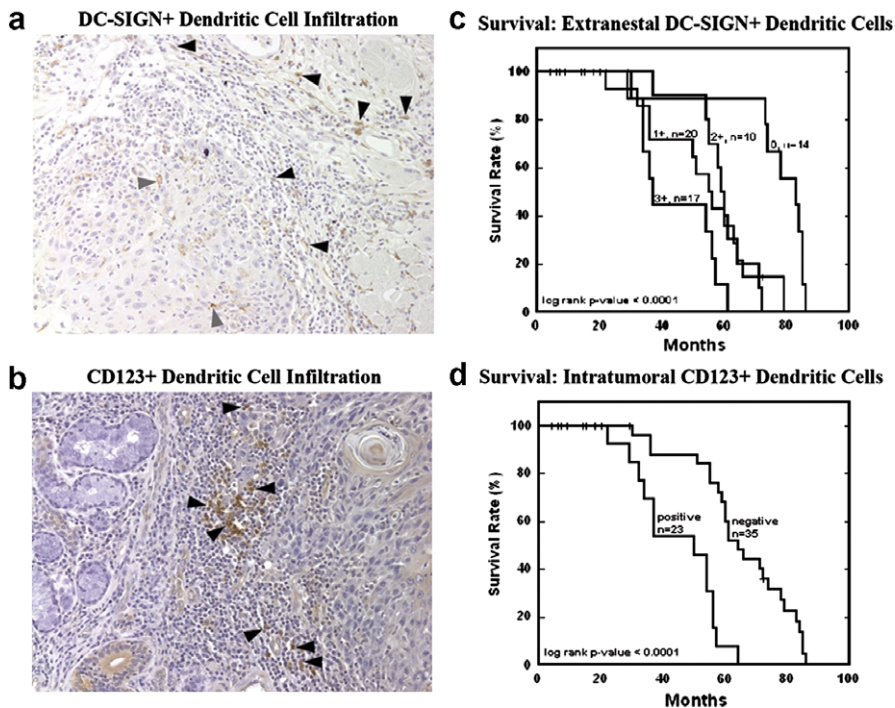 a DC-SIGN+ Dendritic Cell Infiltration
c Survival: Extranestal DC-SIGN+ Dendritic Cells
Survival Rate (%)
100
80
60
40
20
0
1+, n=20
2+, n=10
0, n=14
3+, n=17
log rank p-value < 0.0001
0 20 40 60 80 100
Months
b CD123+ Dendritic Cell Infiltration
d Survival: Intratumoral CD123+ Dendritic Cells
Survival Rate (%)
100
80
60
40
20
0
positive
n=23
negative
n=35
log rank p-value < 0.0001
0 20 40 60 80 100
Months